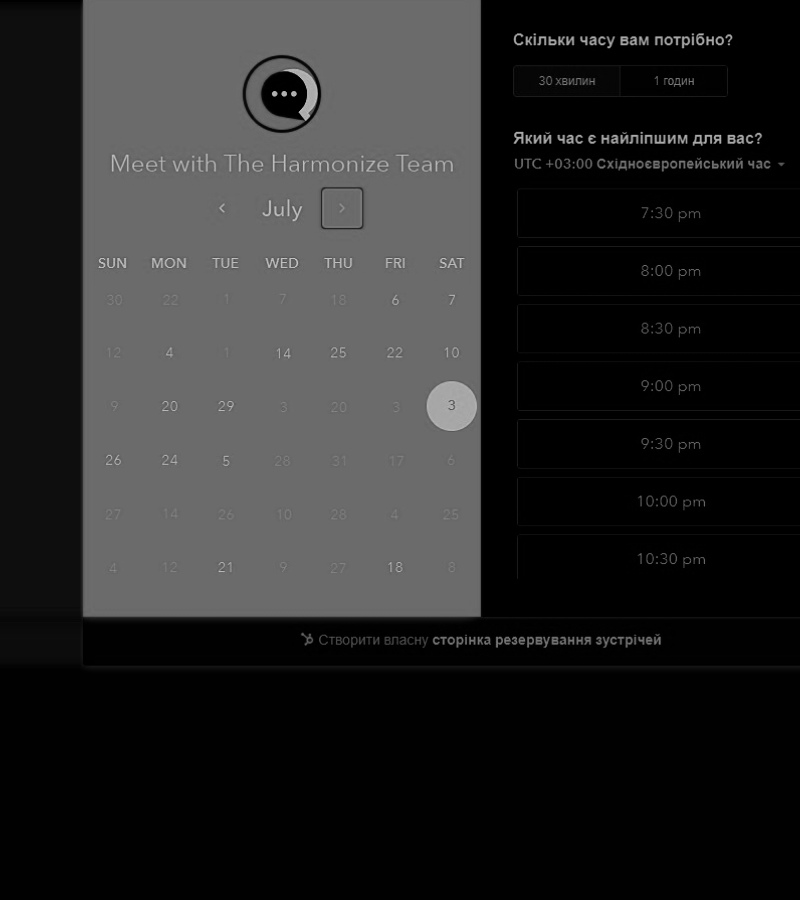 Meet with The Harmonize Team
July
SUN MON TUE WED THU FRI SAT
30 22 1 7 18 6 7
12 4 1 14 25 22 10
9 20 29 3 20 3 3
26 24 5 28 31 17 6
27 14 26 10 28 4 25
4 12 21 9 27 18 8
Скільки часу вам потрібно?
30 хвилин 1 годин
Який час є найліпшим для вас?
UTC +03:00 Східноєвропейський час
7:30 pm
8:00 pm
8:30 pm
9:00 pm
9:30 pm
10:00 pm
10:30 pm
Створити власну сторінка резервування зустрічей